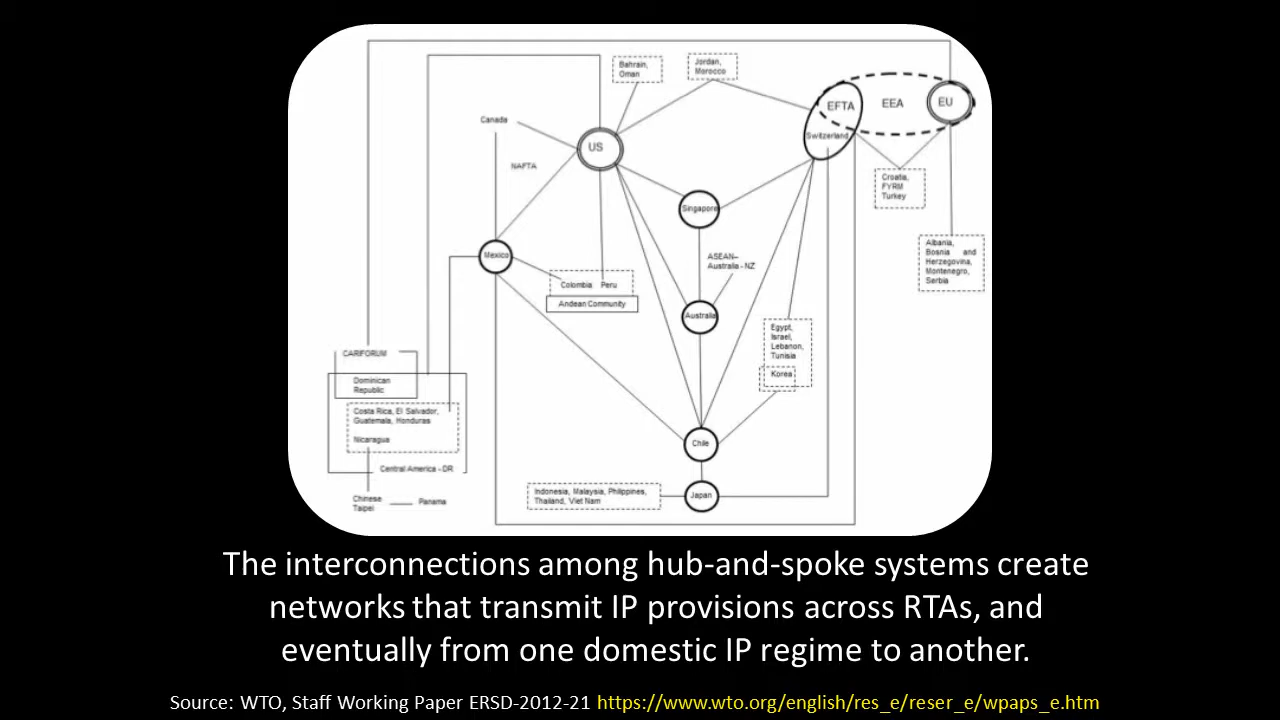 Bahrain,
Oman
Jordan,
Morocco
EFTA
EEA
EU
Canada
US
Switzerland
NAFTA
Croatia,
FYRM
Turkey
Singapore
Mexico
ASEAN–
Australia - NZ
Albania,
Bosnia and
Herzegovina,
Montenegro,
Serbia
Colombia Peru
Andean Community
Australia
Egypt,
Israel,
Lebanon,
Tunisia
Korea
CARIFORUM
Dominican
Republic
Costa Rica, El Salvador,
Guatemala, Honduras
Nicaragua
Central America - DR
Chinese
Taipei
Panama
Chile
Indonesia, Malaysia, Philippines,
Thailand, Viet Nam
Japan
The interconnections among hub-and-spoke systems create
networks that transmit IP provisions across RTAs, and
eventually from one domestic IP regime to another.
Source: WTO, Staff Working Paper ERSD-2012-21 https://www.wto.org/english/res_e/reser_e/wpaps_e.htm